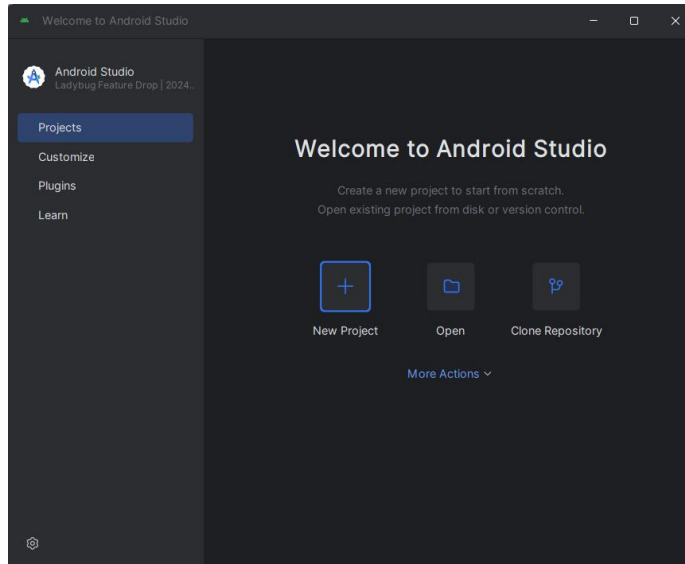 Welcome to Android Studio
Android Studio
Ladybug Feature Drop | 2024..
Projects
Customize
Plugins
Learn
Welcome to Android Studio
Create a new project to start from scratch.
Open existing project from disk or version control.
New Project
Open
Clone Repository
More Actions